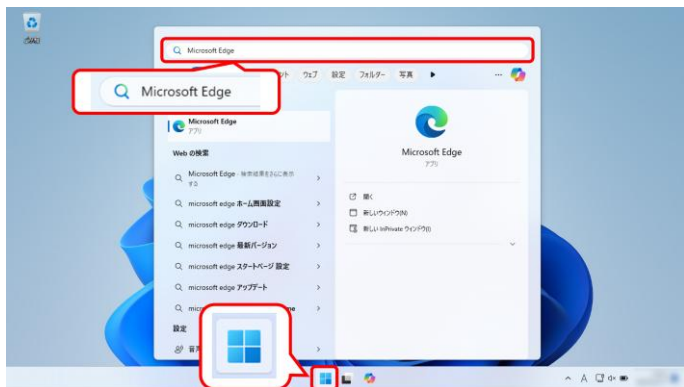 ごみ箱
Microsoft Edge
ウェブ 設定 フォルダー 写真
Microsoft Edge
Microsoft Edge
アプリ
Web の検索
Microsoft Edge - 検索結果をさらに表示する
microsoft edge ホーム画面設定
microsoft edge ダウンロード
microsoft edge 最新バージョン
microsoft edge スタートページ 設定
microsoft edge アップデート
設定
Microsoft Edge
アプリ
開く
新しいウィンドウ(N)
新しい InPrivate ウィンドウ(I)
A